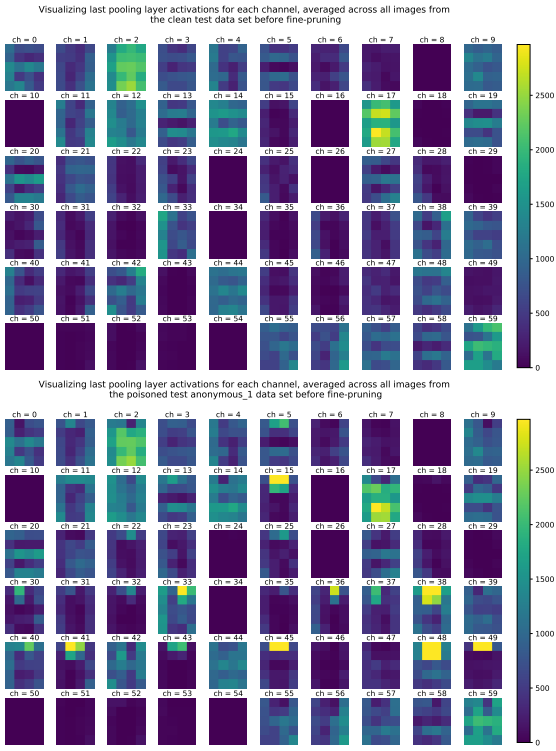 Visualizing last pooling layer activations for each channel, averaged across all images from
the clean test data set before fine-pruning
ch = 0 ch = 1 ch = 2 ch = 3 ch = 4 ch = 5 ch = 6 ch = 7 ch = 8 ch = 9
ch = 10 ch = 11 ch = 12 ch = 13 ch = 14 ch = 15 ch = 16 ch = 17 ch = 18 ch = 19
ch = 20 ch = 21 ch = 22 ch = 23 ch = 24 ch = 25 ch = 26 ch = 27 ch = 28 ch = 29
ch = 30 ch = 31 ch = 32 ch = 33 ch = 34 ch = 35 ch = 36 ch = 37 ch = 38 ch = 39
ch = 40 ch = 41 ch = 42 ch = 43 ch = 44 ch = 45 ch = 46 ch = 47 ch = 48 ch = 49
ch = 50 ch = 51 ch = 52 ch = 53 ch = 54 ch = 55 ch = 56 ch = 57 ch = 58 ch = 59
2500
2000
1500
1000
500
0
Visualizing last pooling layer activations for each channel, averaged across all images from
the poisoned test anonymous_1 data set before fine-pruning
ch = 0 ch = 1 ch = 2 ch = 3 ch = 4 ch = 5 ch = 6 ch = 7 ch = 8 ch = 9
ch = 10 ch = 11 ch = 12 ch = 13 ch = 14 ch = 15 ch = 16 ch = 17 ch = 18 ch = 19
ch = 20 ch = 21 ch = 22 ch = 23 ch = 24 ch = 25 ch = 26 ch = 27 ch = 28 ch = 29
ch = 30 ch = 31 ch = 32 ch = 33 ch = 34 ch = 35 ch = 36 ch = 37 ch = 38 ch = 39
ch = 40 ch = 41 ch = 42 ch = 43 ch = 44 ch = 45 ch = 46 ch = 47 ch = 48 ch = 49
ch = 50 ch = 51 ch = 52 ch = 53 ch = 54 ch = 55 ch = 56 ch = 57 ch = 58 ch = 59
2500
2000
1500
1000
500
0